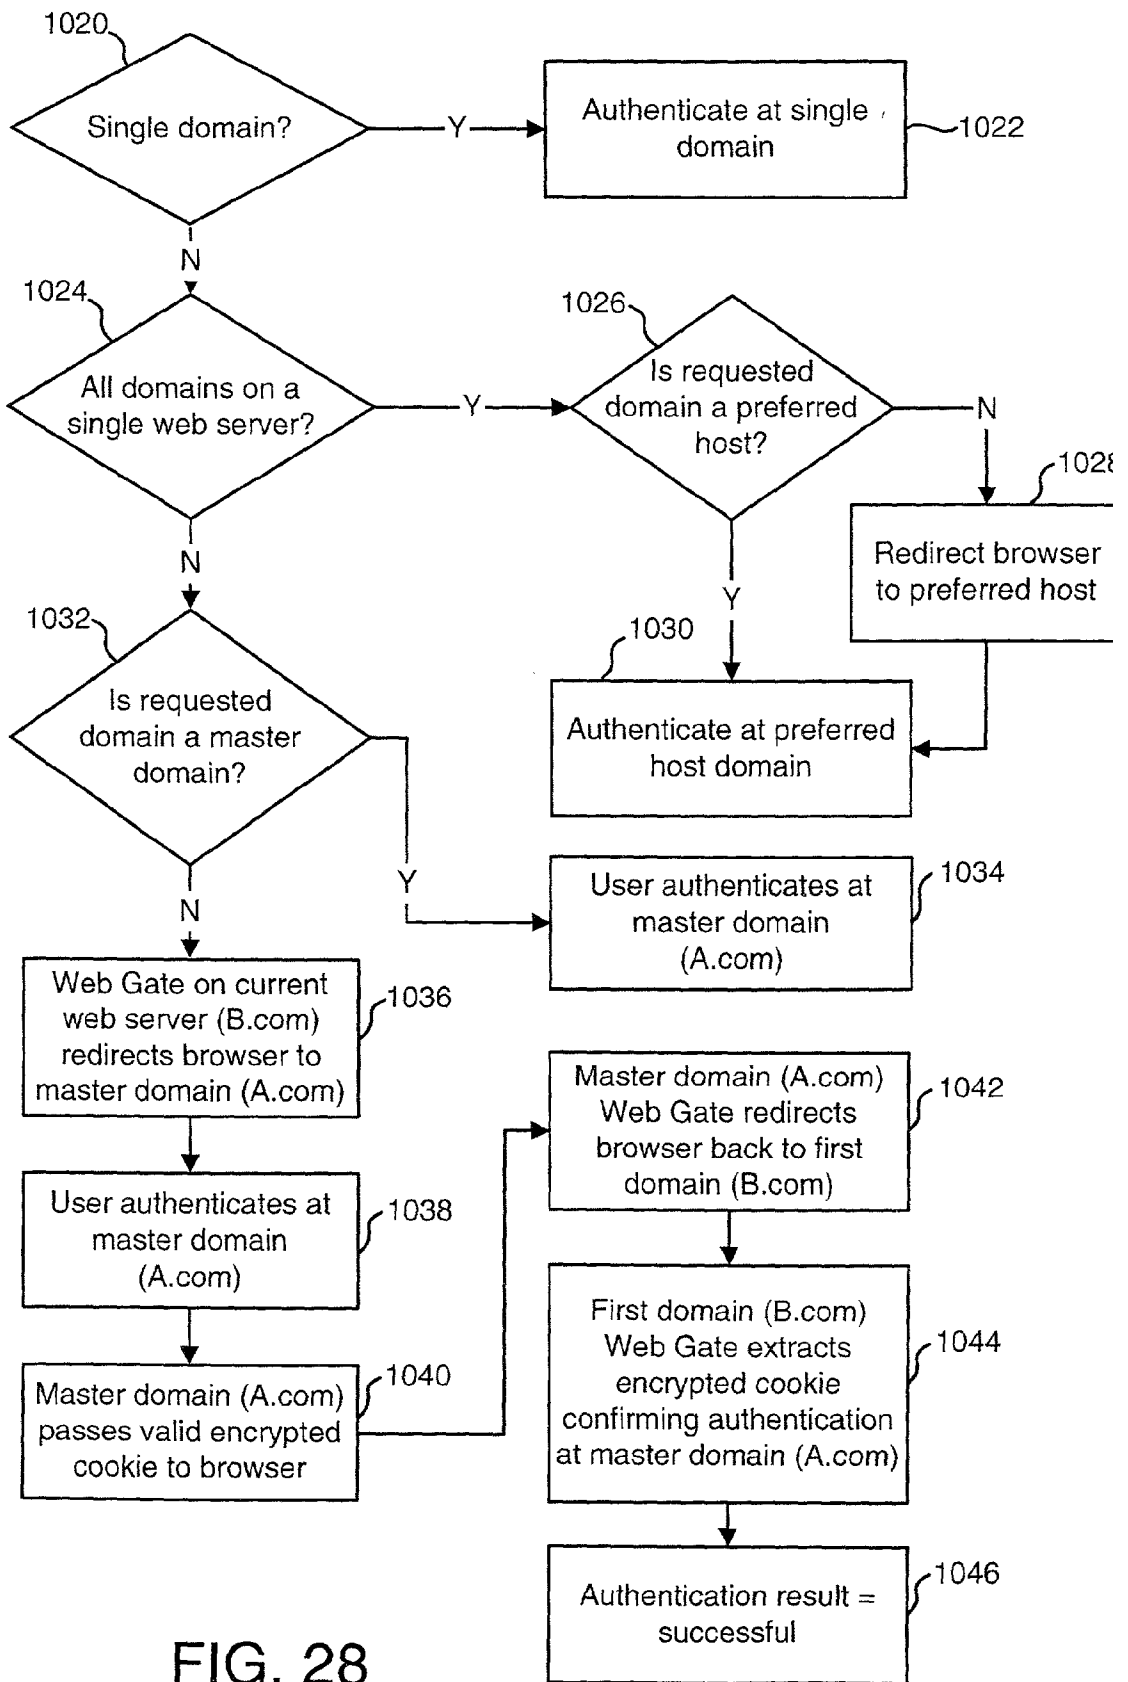 1020
Single domain?
Y
Authenticate at single
domain
1022
N
1024
All domains on a
single web server?
Y
1026
Is requested
domain a preferred
host?
N
1028
Redirect browser
to preferred host
Y
1030
Authenticate at preferred
host domain
N
1032
Is requested
domain a master
domain?
Y
1034
User authenticates at
master domain
(A.com)
N
1036
Web Gate on current
web server (B.com)
redirects browser to
master domain (A.com)
1038
User authenticates at
master domain
(A.com)
1040
Master domain (A.com)
passes valid encrypted
cookie to browser
1042
Master domain (A.com)
Web Gate redirects
browser back to first
domain (B.com)
1044
First domain (B.com)
Web Gate extracts
encrypted cookie
confirming authentication
at master domain (A.com)
1046
Authentication result =
successful
FIG. 28